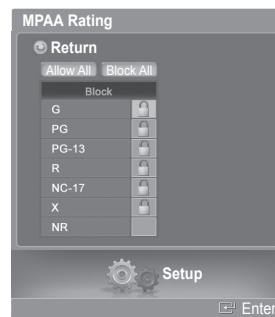 MPAA Rating
Return
Allow All Block All
Block
G
PG
PG-13
R
NC-17
X
NR
Setup
Enter